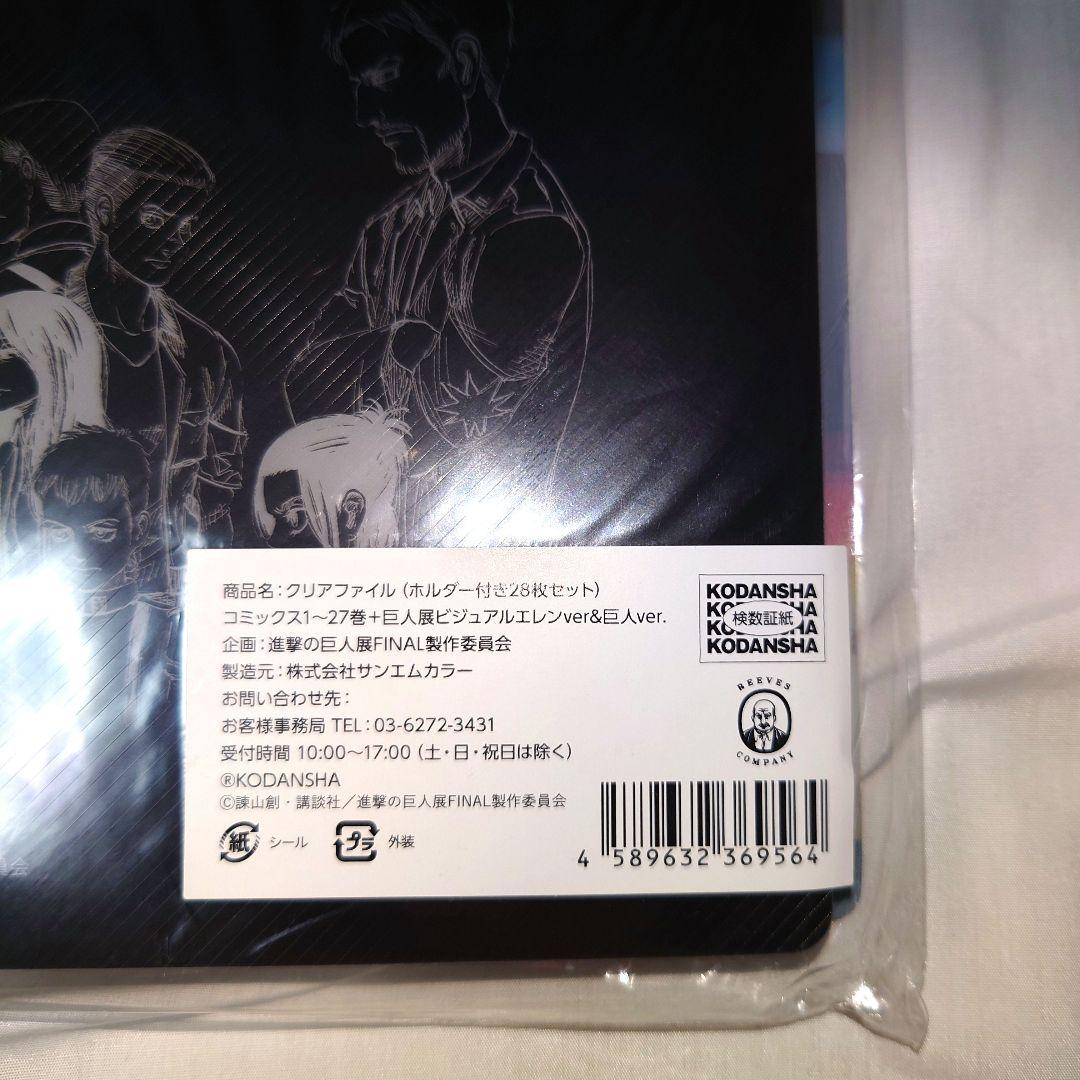 商品名：クリアファイル（ホルダー付き28枚セット）
コミックス1〜27巻＋巨人展ビジュアルエレンver&巨人ver.
企画：進撃の巨人展FINAL製作委員会
製造元：株式会社サンエムカラー
お問い合わせ先：
お客様事務局 TEL：03-6272-3431
受付時間 10:00〜17:00（土・日・祝日は除く）
®KODANSHA
©諫山創・講談社／進撃の巨人展FINAL製作委員会
紙 シール プラ 外装
KODANSHA
検数証紙
KODANSHA
REEVES
COMPANY
4 589632 369564
員会